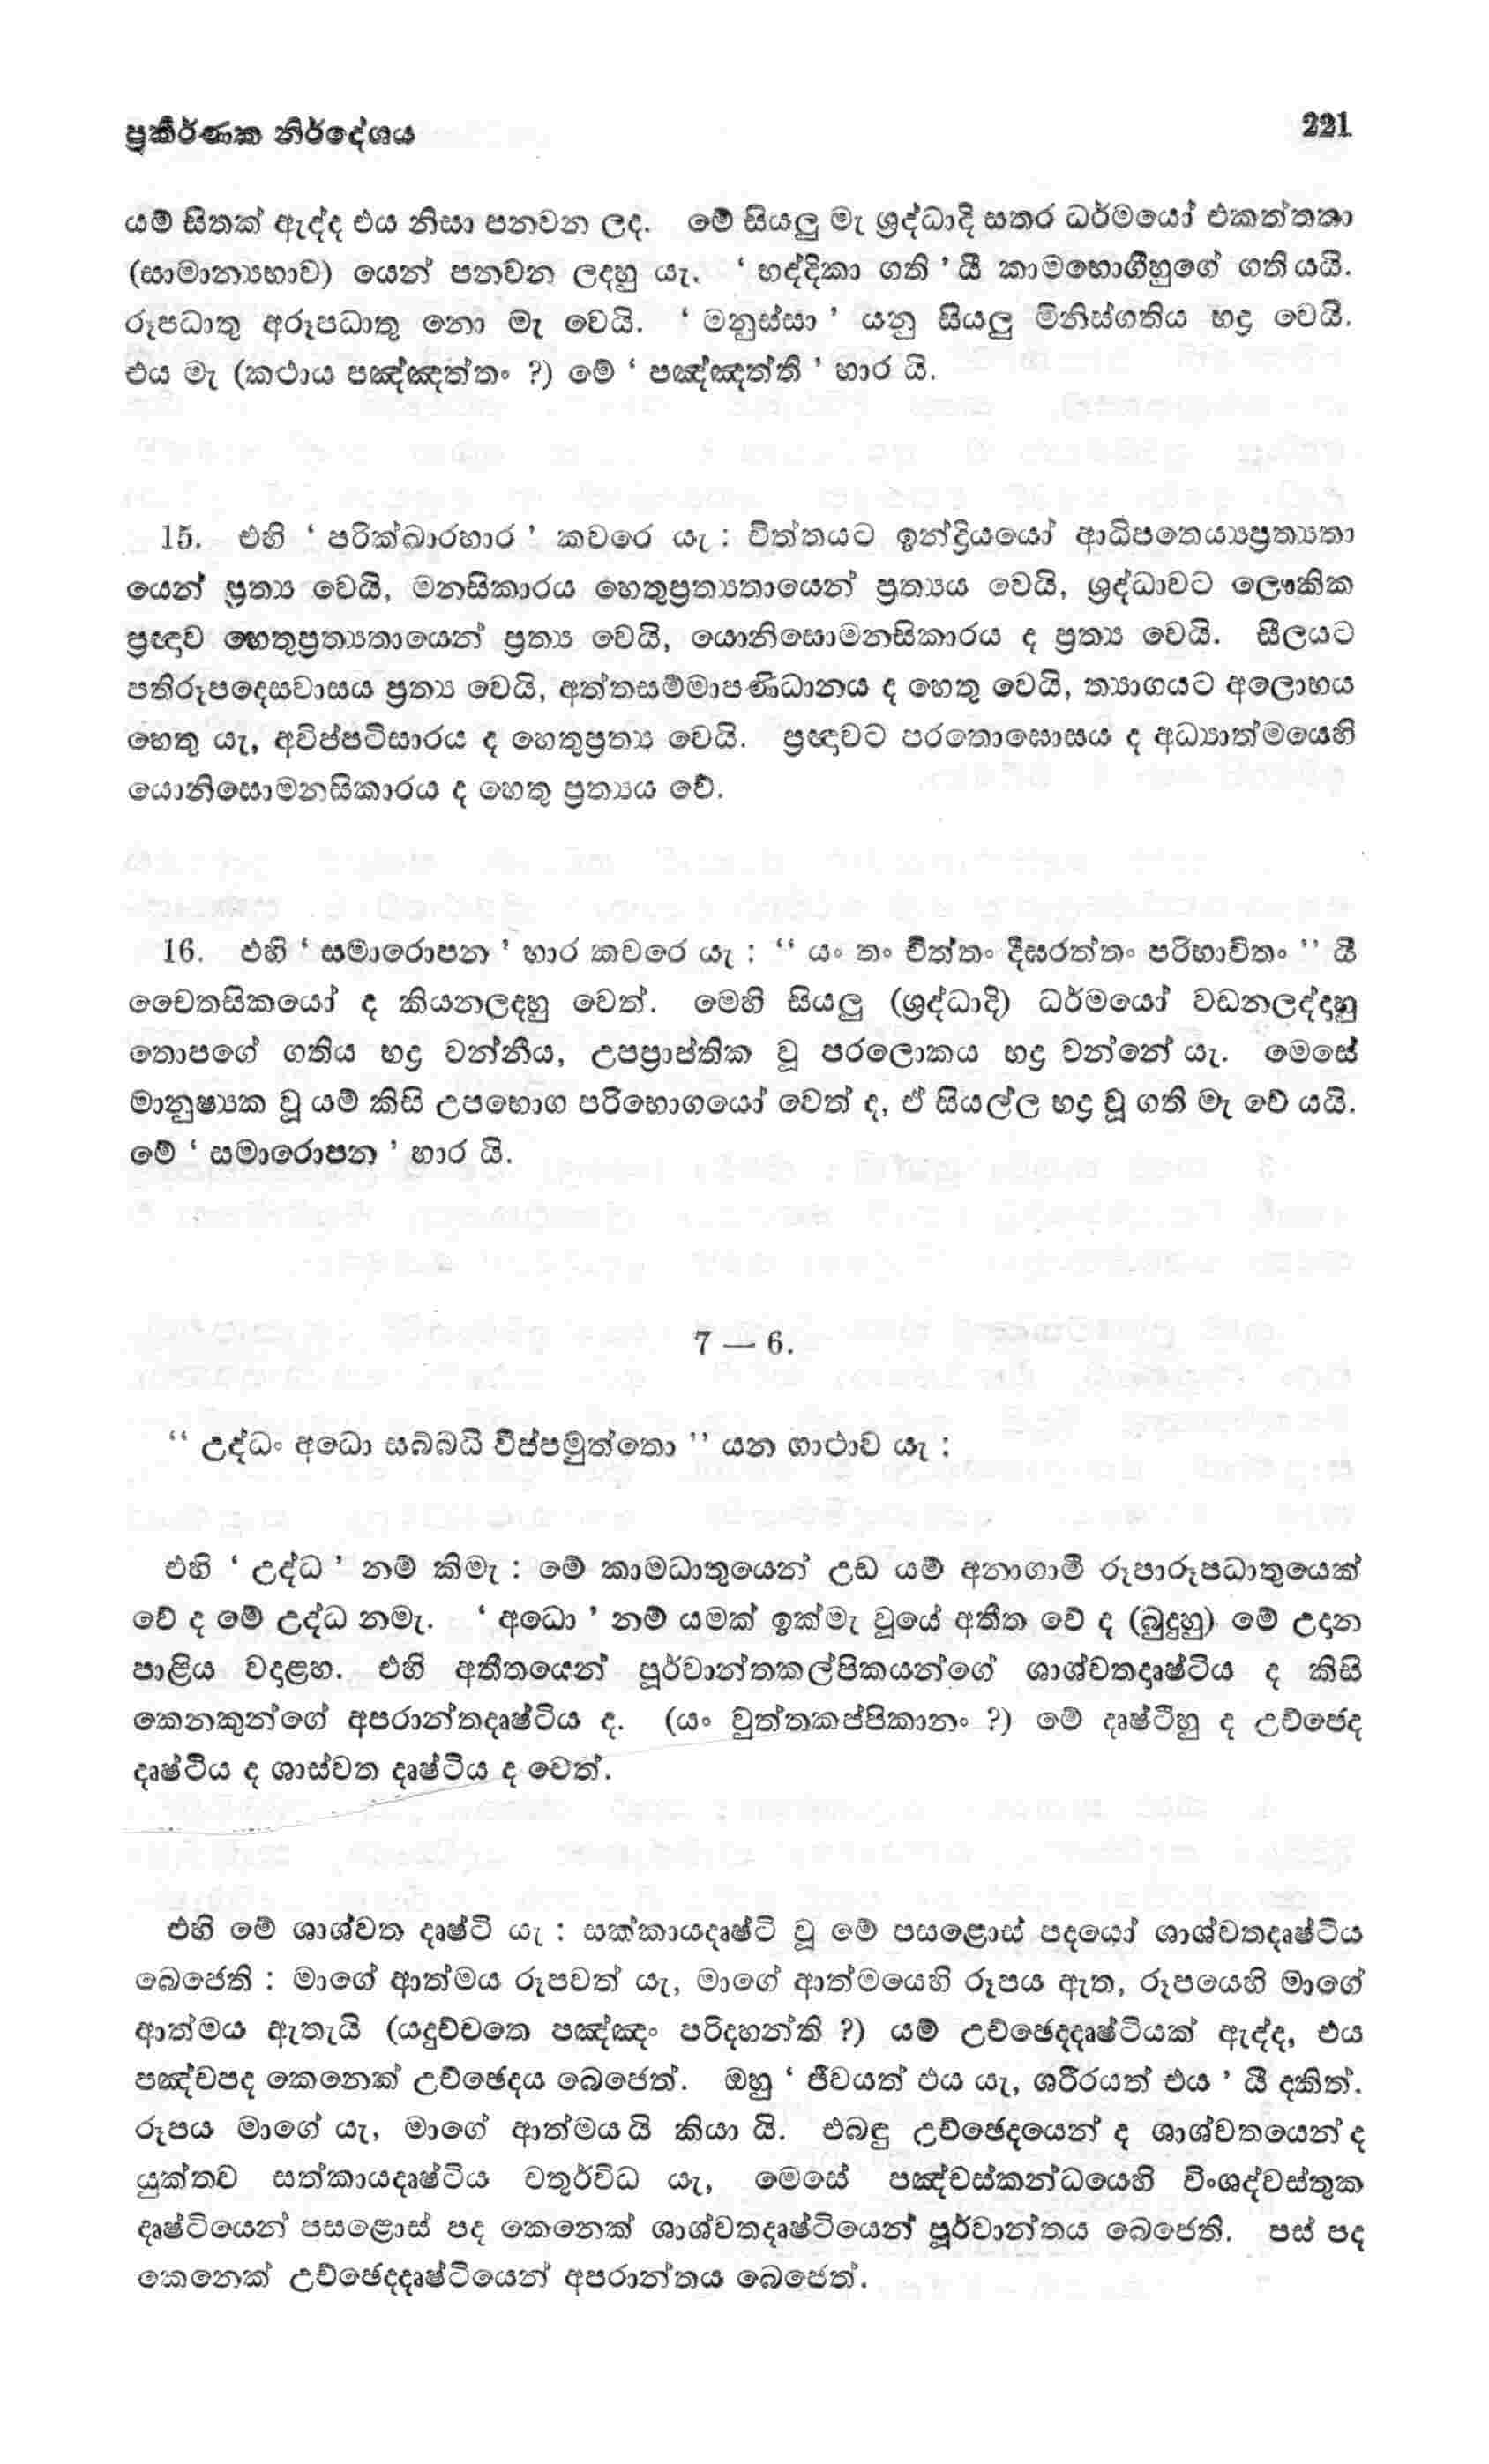 ප්‍රකීර්ණක නිර්දේශය 221
යම් සිතක් ඇද්ද එය නිසා පනවන ලද. මේ සියලු මැ ශ්‍රද්ධාදි සතර ධර්මයෝ එකත්තතා
(සාමාන්‍යභාව) යෙන් පනවන ලදහු යැ. ‘ භද්දිකා ගති ’ යී කාමභොගීහුගේ ගති යයි.
රූපධාතු අරූපධාතු නො මැ වෙයි. ‘ මනුස්සා ’ යනු සියලු මිනිස්ගතිය භද්‍ර වෙයි.
එය මැ (කථාය පඤ්ඤත්තං ?) මේ ‘ පඤ්ඤත්ති ’ හාර යි.
15. එහි ‘ පරික්ඛාරහාර ’ කවරෙ යැ : චිත්තයට ඉන්ද්‍රියයෝ ආධිපතෙය්‍යප්‍රත්‍යතා
යෙන් ප්‍රත්‍ය වෙයි, මනසිකාරය හෙතුප්‍රත්‍යතායෙන් ප්‍රත්‍යය වෙයි, ශ්‍රද්ධාවට ලෞකික
ප්‍රඥාව හෙතුප්‍රත්‍යතායෙන් ප්‍රත්‍ය වෙයි, යොනිසොමනසිකාරය ද ප්‍රත්‍ය වෙයි. සීලයට
පතිරූපදෙසවාසය ප්‍රත්‍ය වෙයි, අත්තසම්මාපණිධානය ද හෙතු වෙයි, ත්‍යාගයට අලොභය
හෙතු යැ, අවිප්පටිසාරය ද හෙතුප්‍රත්‍ය වෙයි. ප්‍රඥාවට පරතොඝොසය ද අධ්‍යාත්මයෙහි
යොනිසොමනසිකාරය ද හෙතු ප්‍රත්‍යය වේ.
16. එහි ‘ සමාරොපන ’ හාර කවරෙ යැ : “ යං තං චිත්තං දීඝරත්තං පරිභාවිතං ” යී
චෛතසිකයෝ ද කියනලදහු වෙත්. මෙහි සියලු (ශ්‍රද්ධාදි) ධර්මයෝ වඩනලද්දාහු
තොපගේ ගතිය භද්‍ර වන්නීය, උපප්‍රාප්තික වූ පරලොකය භද්‍ර වන්නේ යැ. මෙසේ
මානුෂ්‍යක වූ යම් කිසි උපභොග පරිභොගයෝ වෙත් ද, ඒ සියල්ල භද්‍ර වූ ගති මැ වේ යයි.
මේ ‘ සමාරොපන ’ හාර යි.
7 — 6.
“ උද්ධං අධො සබ්බයි විප්පමුත්තො ” යන ගාථාව යැ :
එහි ‘ උද්ධ ’ නම් කිමැ : මේ කාමධාතුයෙන් උඩ යම් අනාගාමී රූපාරූපධාතුයෙක්
වේ ද මේ උද්ධ නමැ. ‘ අධො ’ නම් යමක් ඉක්මැ වූයේ අතීත වේ ද (බුදුහු) මේ උදාන
පාළිය වදාළහ. එහි අතීතයෙන් පූර්වාන්තකල්පිකයන්ගේ ශාශ්වතදෘෂ්ටිය ද කිසි
කෙනකුන්ගේ අපරාන්තදෘෂ්ටිය ද. (යං වුත්තකප්පිකානං ?) මේ දෘෂ්ටීහු ද උච්ජෙද
දෘෂ්ටිය ද ශාස්වත දෘෂ්ටිය ද වෙත්.
එහි මේ ශාශ්වත දෘෂ්ටි යැ : සක්කායදෘෂ්ටි වූ මේ පසළොස් පදයෝ ශාශ්වතදෘෂ්ටිය
බෙජෙති : මාගේ ආත්මය රූපවත් යැ, මාගේ ආත්මයෙහි රූපය ඇත, රූපයෙහි මාගේ
ආත්මය ඇතැයි (යදුච්චතෙ පඤ්ඤං පරිදහන්ති ?) යම් උච්ඡෙදදෘෂ්ටියක් ඇද්ද, එය
පඤ්චපද කෙනෙක් උච්ඡෙදය බෙජෙත්. ඔහු ‘ ජීවයත් එය යැ, ශරීරයත් එය ’ යී දකිත්.
රූපය මාගේ යැ, මාගේ ආත්මය යි කියා යි. එබඳු උච්ඡෙදයෙන් ද ශාශ්වතයෙන් ද
යුක්තව සත්කායදෘෂ්ටිය චතුර්විධ යැ, මෙසේ පඤ්චස්කන්ධයෙහි විංශද්වස්තුක
දෘෂ්ටියෙන් පසළොස් පද කෙනෙක් ශාශ්වතදෘෂ්ටියෙන් පූර්වාන්තය බෙජෙති. පස් පද
කෙනෙක් උච්ඡෙදදෘෂ්ටියෙන් අපරාන්තය බෙජෙත්.